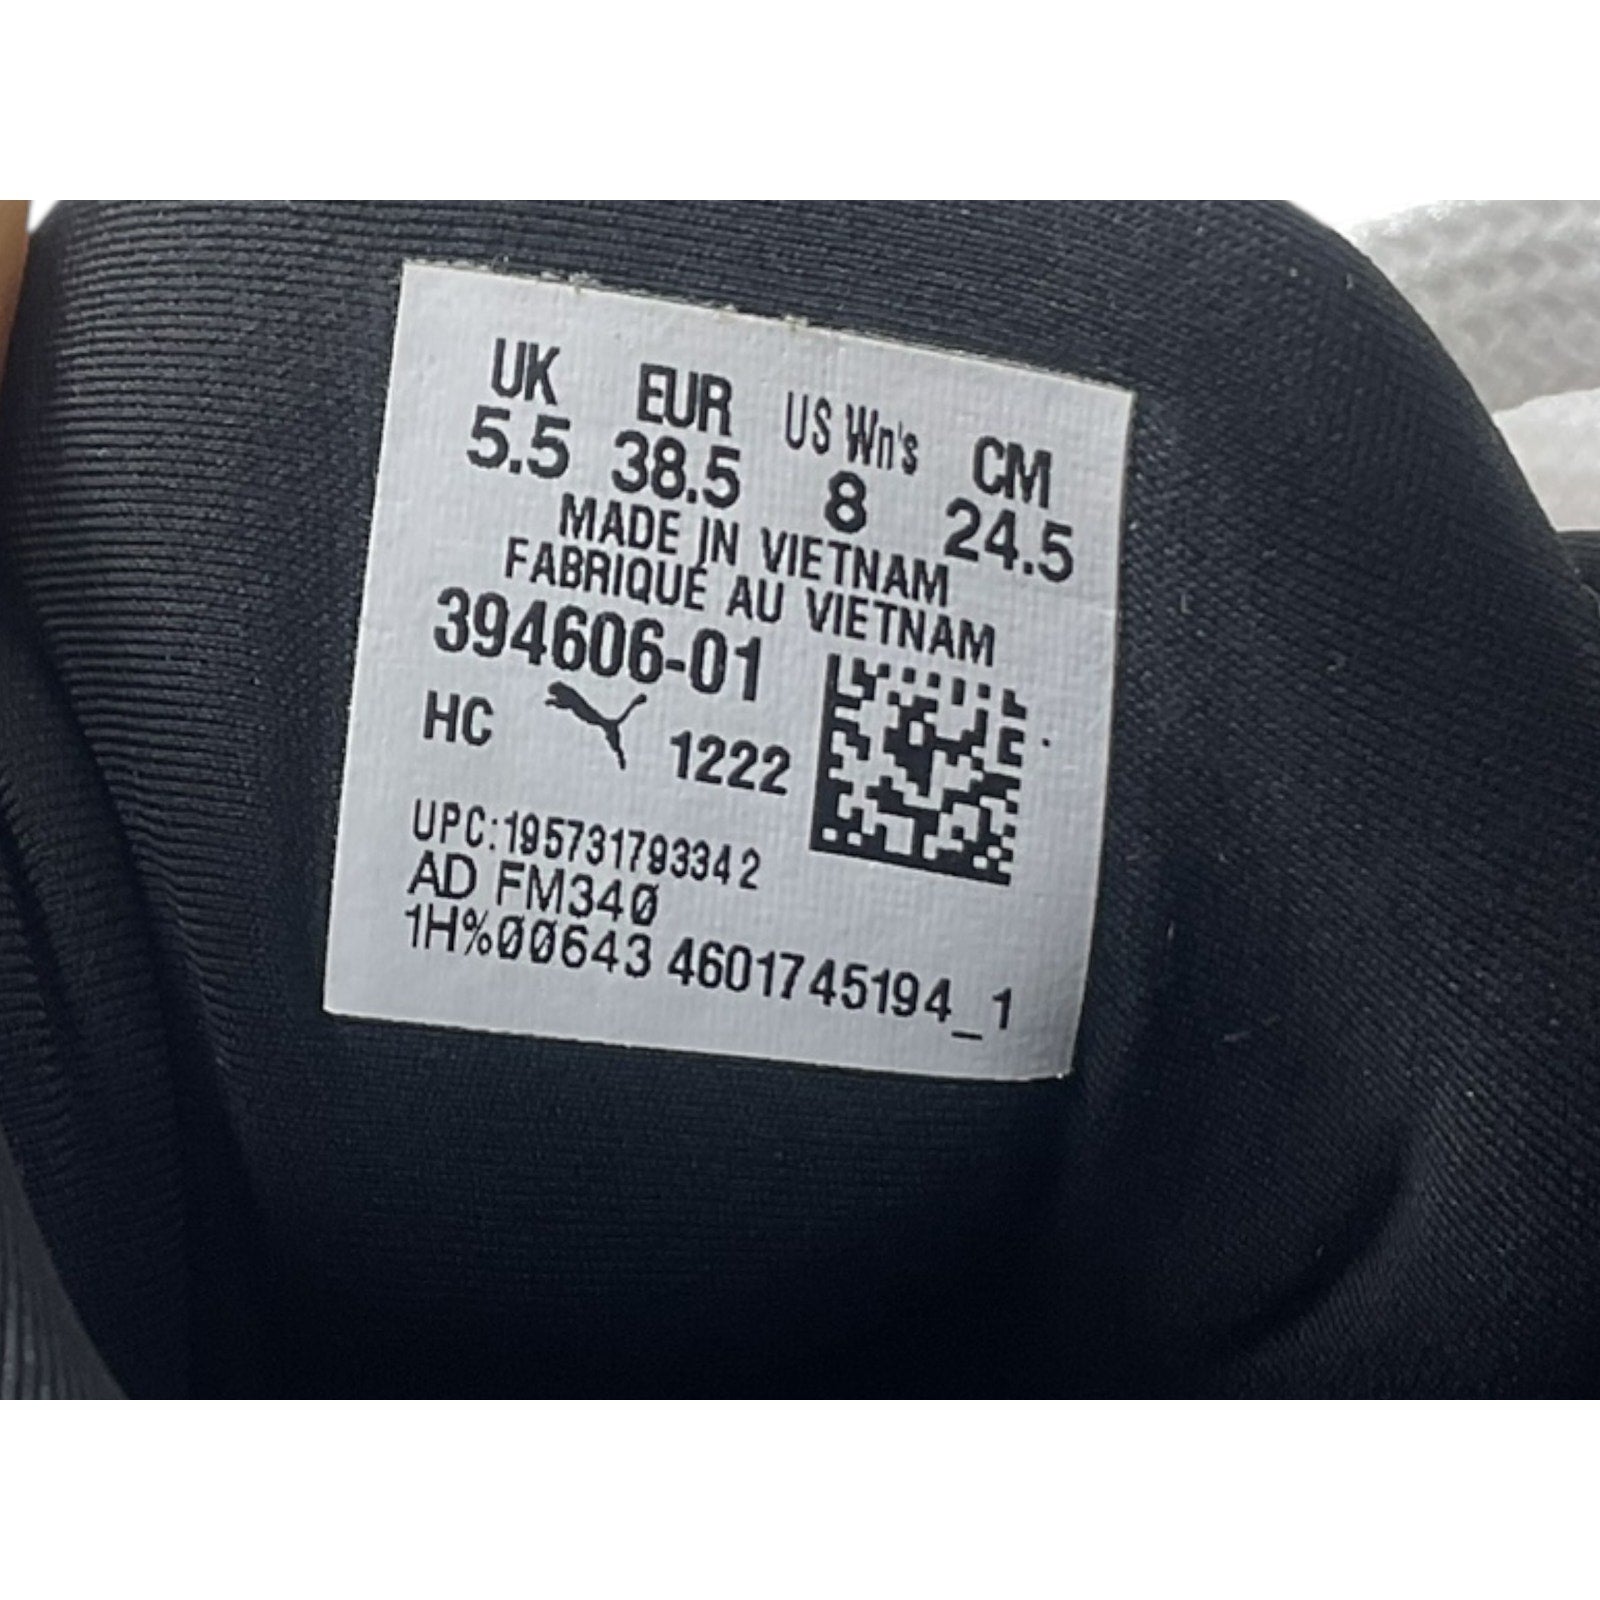 UK EUR US Wn's CM
5.5 38.5 8 24.5
MADE IN VIETNAM
FABRIQUÉ AU VIETNAM
394606-01
HC 1222
UPC:195731793342
AD FM340
1H%00643 4601745194_1